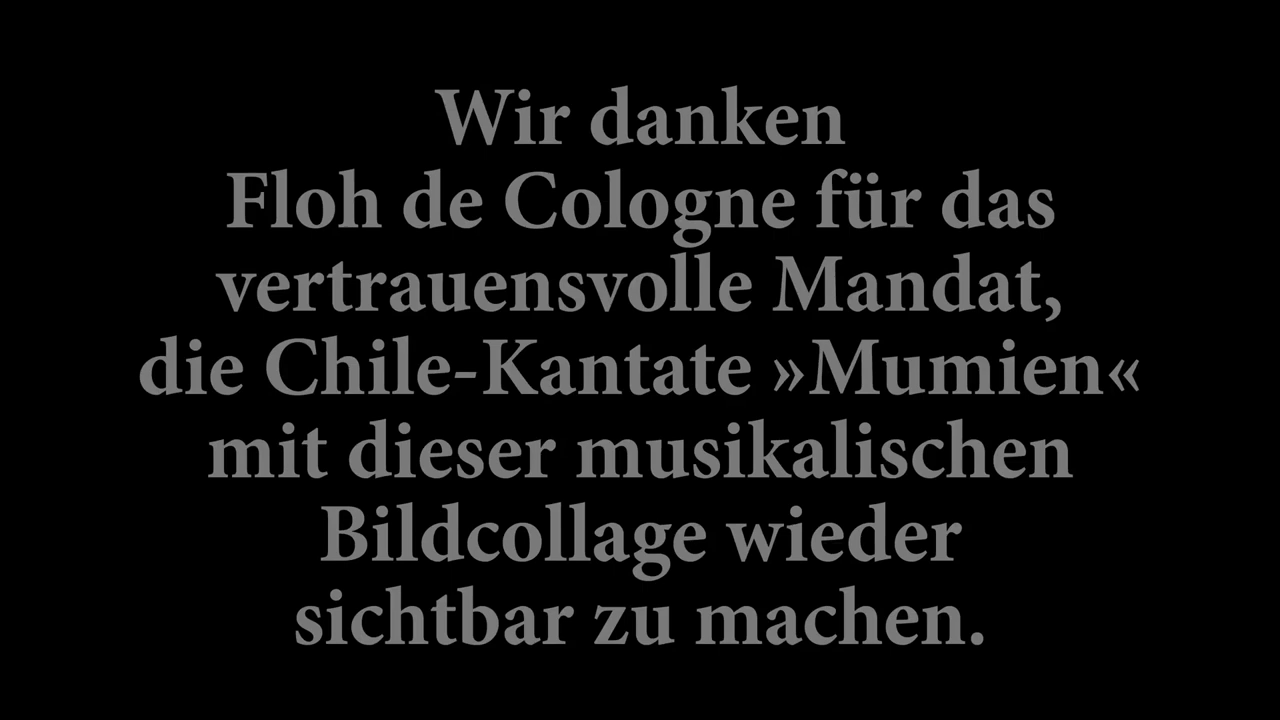 Wir danken
Floh de Cologne für das
vertrauensvolle Mandat,
die Chile-Kantate »Mumien«
mit dieser musikalischen
Bildcollage wieder
sichtbar zu machen.